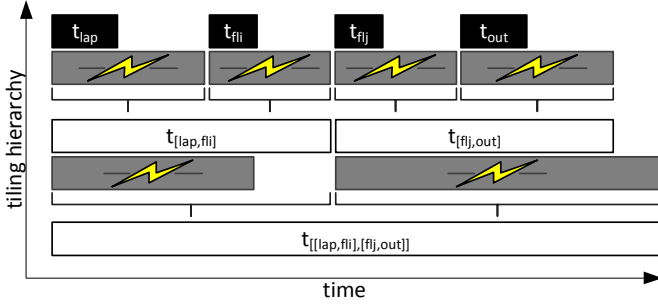 t_lap t_fli t_flj t_out
t_[lap,fli] t_[flj,out]
t_[[lap,fli],[flj,out]]
tiling hierarchy
time